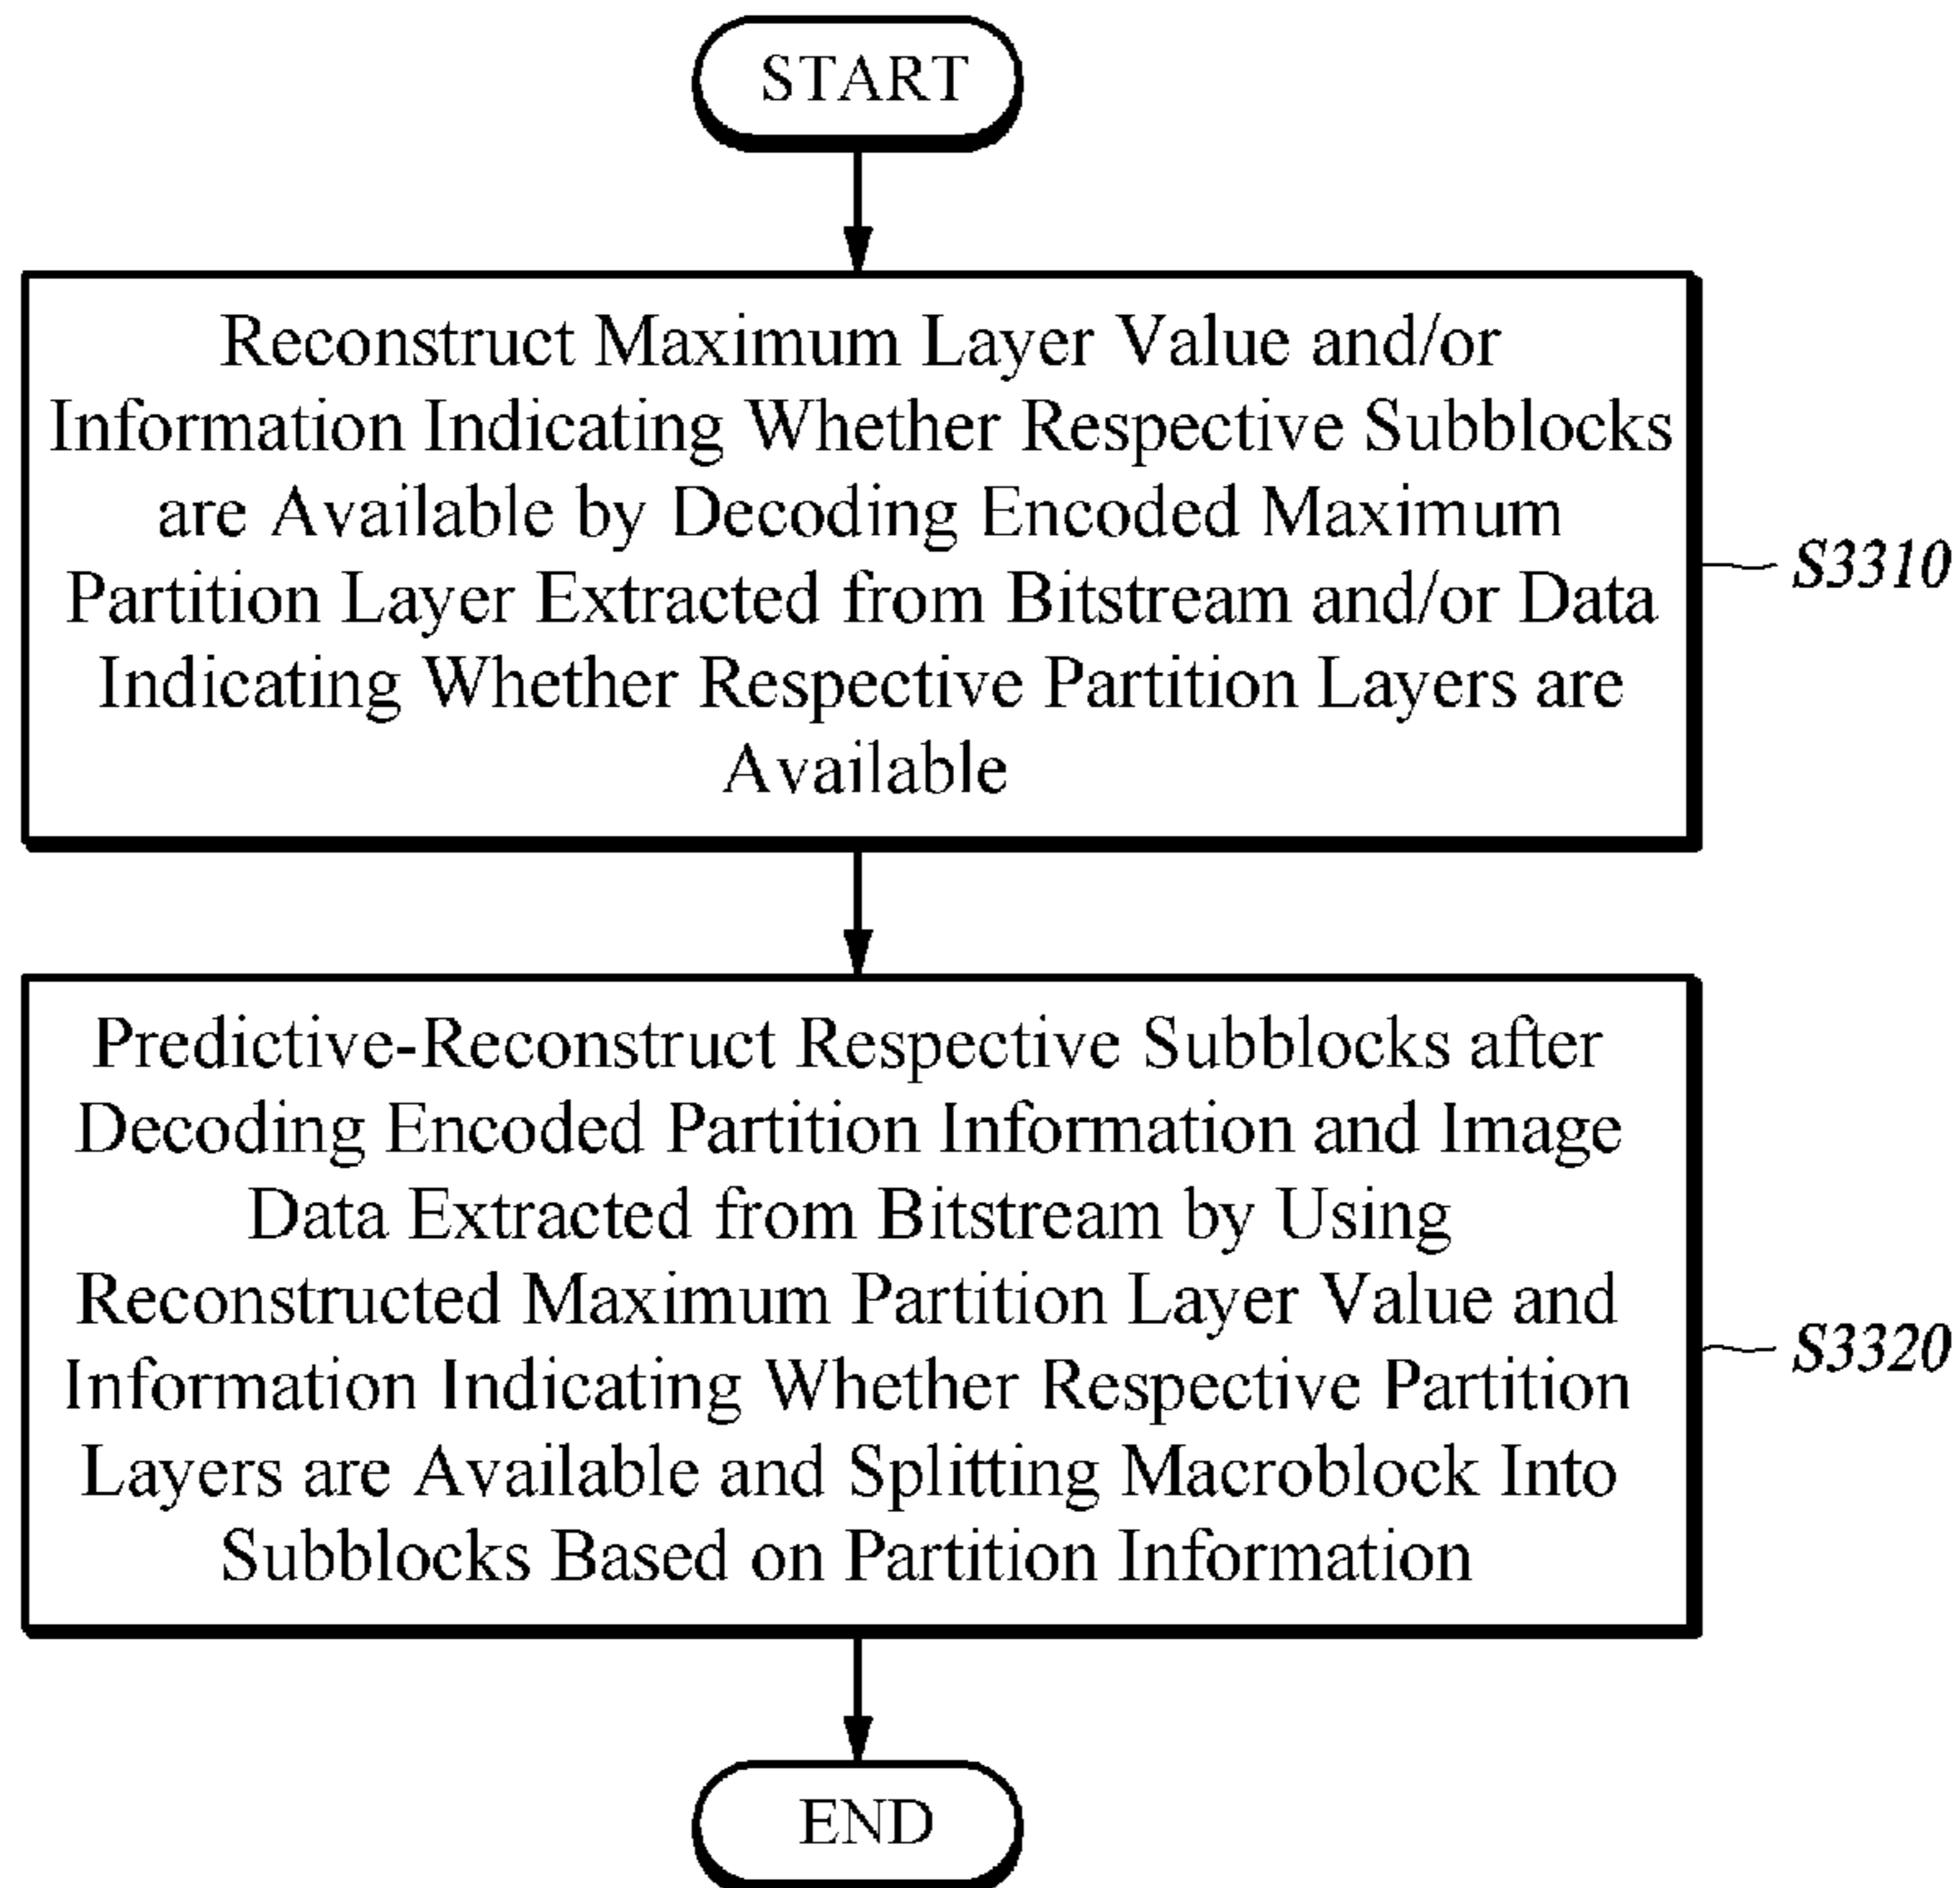 START
Reconstruct Maximum Layer Value and/or
Information Indicating Whether Respective Subblocks
are Available by Decoding Encoded Maximum
Partition Layer Extracted from Bitstream and/or Data
Indicating Whether Respective Partition Layers are
Available
S3310
Predictive-Reconstruct Respective Subblocks after
Decoding Encoded Partition Information and Image
Data Extracted from Bitstream by Using
Reconstructed Maximum Partition Layer Value and
Information Indicating Whether Respective Partition
Layers are Available and Splitting Macroblock Into
Subblocks Based on Partition Information
S3320
END